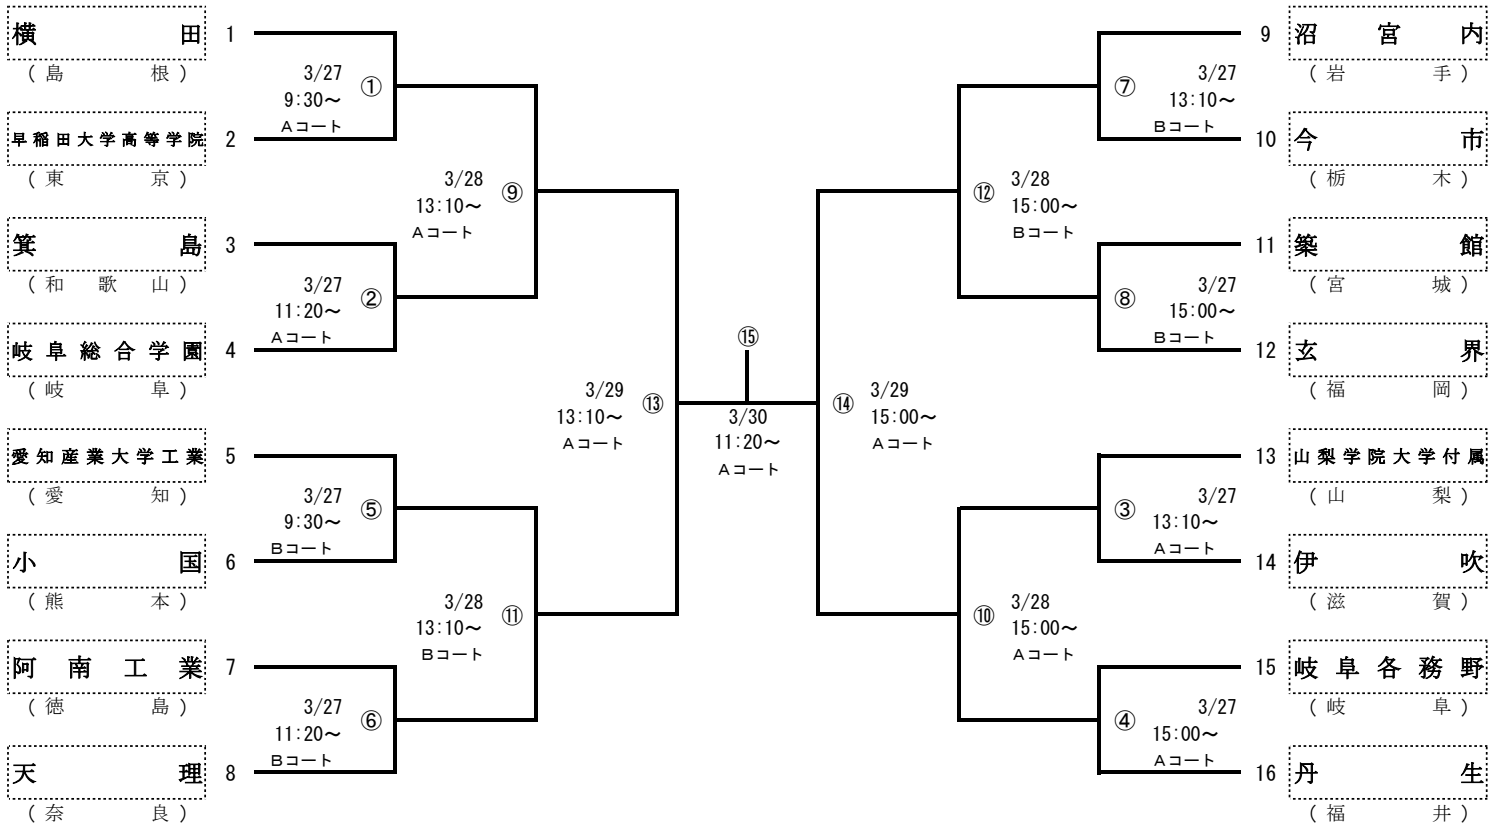 横田 1
(島根)
3/27
9:30～
Aコート
①
早稲田大学高等学院 2
(東京)
3/28
13:10～
Aコート
⑨
箕島 3
(和歌山)
3/27
11:20～
Aコート
②
岐阜総合学園 4
(岐阜)
3/29
13:10～
Aコート
⑬
愛知産業大学工業 5
(愛知)
3/27
9:30～
Bコート
⑤
小国 6
(熊本)
3/28
13:10～
Bコート
⑪
阿南工業 7
(徳島)
3/27
11:20～
Bコート
⑥
天理 8
(奈良)
⑮
3/30
11:20～
Aコート
9 沼宮内
(岩手)
⑦
3/27
13:10～
Bコート
10 今市
(栃木)
⑫
3/28
15:00～
Bコート
11 築館
(宮城)
⑧
3/27
15:00～
Bコート
12 玄界
(福岡)
⑭
3/29
15:00～
Aコート
13 山梨学院大学付属
(山梨)
③
3/27
13:10～
Aコート
14 伊吹
(滋賀)
⑩
3/28
15:00～
Aコート
15 岐阜各務野
(岐阜)
④
3/27
15:00～
Aコート
16 丹生
(福井)